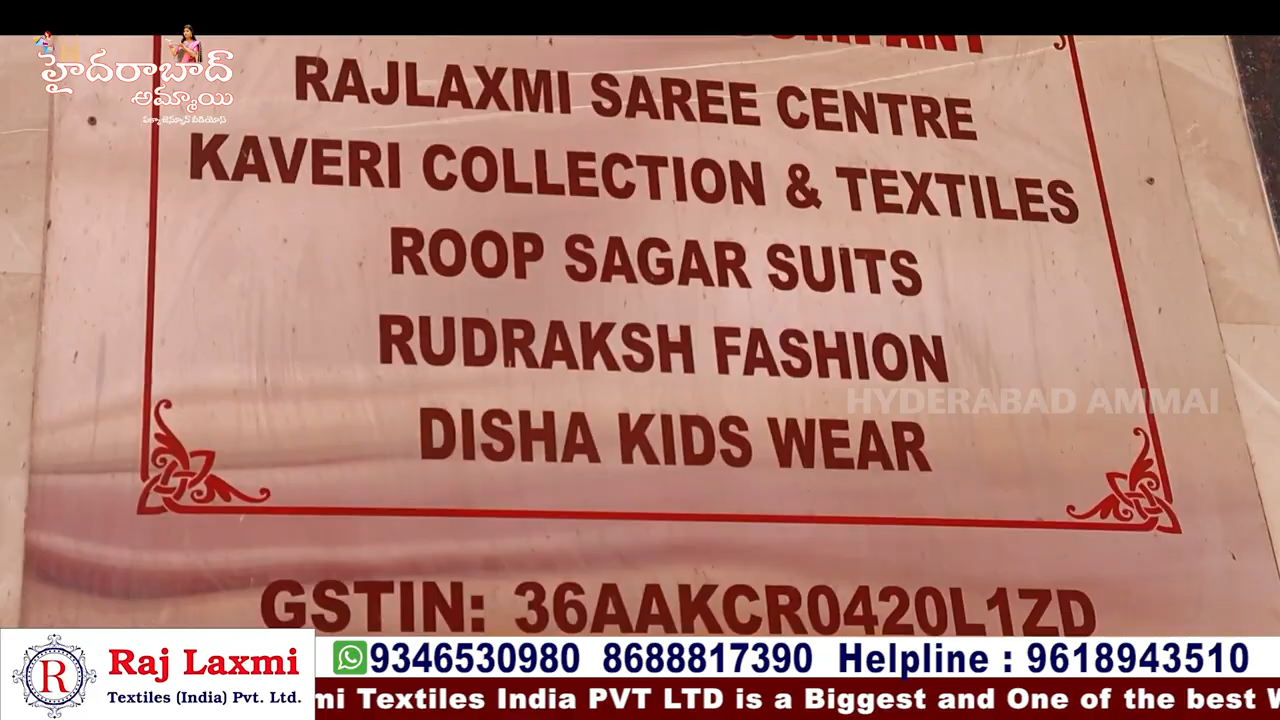 హైదరాబాద్
అమ్మాయి
RAJLAXMI SAREE CENTRE
KAVERI COLLECTION & TEXTILES
ROOP SAGAR SUITS
RUDRAKSH FASHION
HYDERABAD AMMAI
DISHA KIDS WEAR
GSTIN: 36AAKCR0420L1ZD
R
Raj Laxmi
Textiles (India) Pvt. Ltd.
9346530980 8688817390 Helpline : 9618943510
mi Textiles India PVT LTD is a Biggest and One of the best